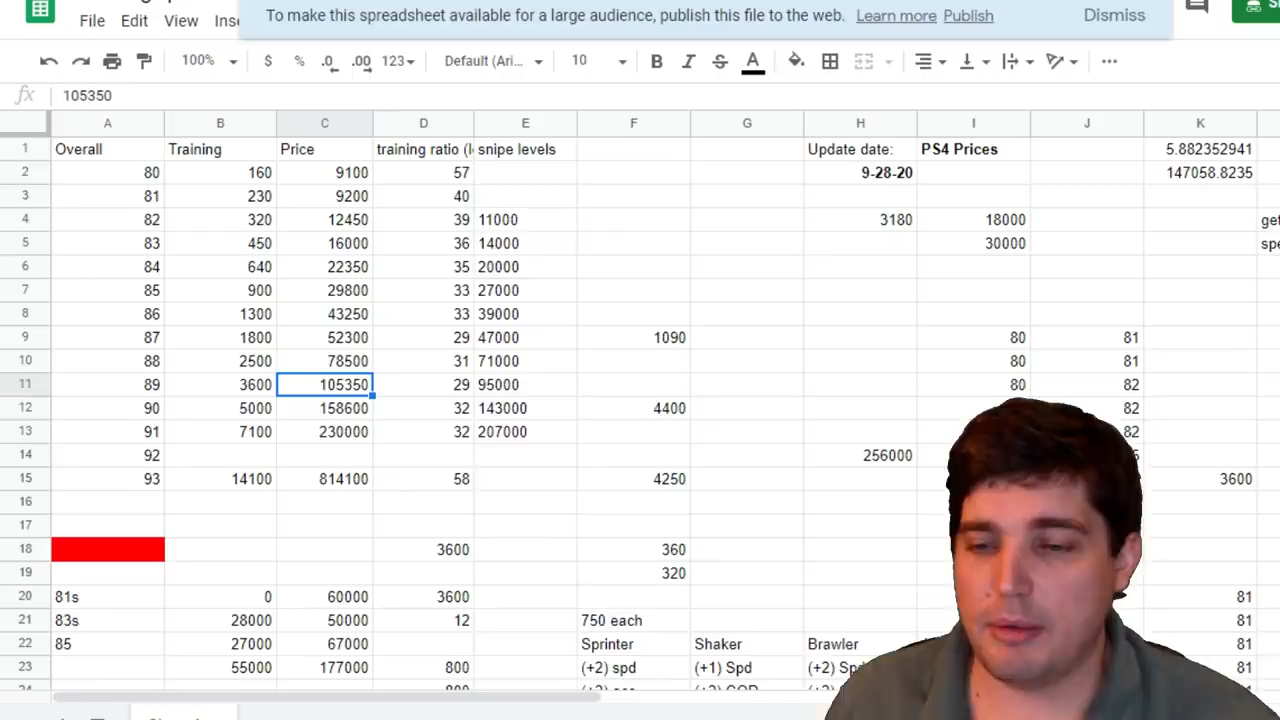 To make this spreadsheet available for a large audience, publish this file to the web. Learn more Publish Dismiss
File Edit View
100% $ % .0 .00 123 Default (Ari... 10 B I S A
fx 105350
A B C D E F G H I J K
1 Overall Training Price training ratio (l snipe levels Update date: PS4 Prices 5.882352941
2 80 160 9100 57 9-28-20 147058.8235
3 81 230 9200 40
4 82 320 12450 39 11000 3180 18000 get
5 83 450 16000 36 14000 30000 spe
6 84 640 22350 35 20000
7 85 900 29800 33 27000
8 86 1300 43250 33 39000
9 87 1800 52300 29 47000 1090 80 81
10 88 2500 78500 31 71000 80 81
11 89 3600 105350 29 95000 80 82
12 90 5000 158600 32 143000 4400 82
13 91 7100 230000 32 207000 82
14 92 256000
15 93 14100 814100 58 4250 3600
16
17
18 3600 360
19 320
20 81s 0 60000 3600 81
21 83s 28000 50000 12 750 each 81
22 85 27000 67000 Sprinter Shaker Brawler 81
23 55000 177000 800 (+2) spd (+1) Spd (+2) Sp 81